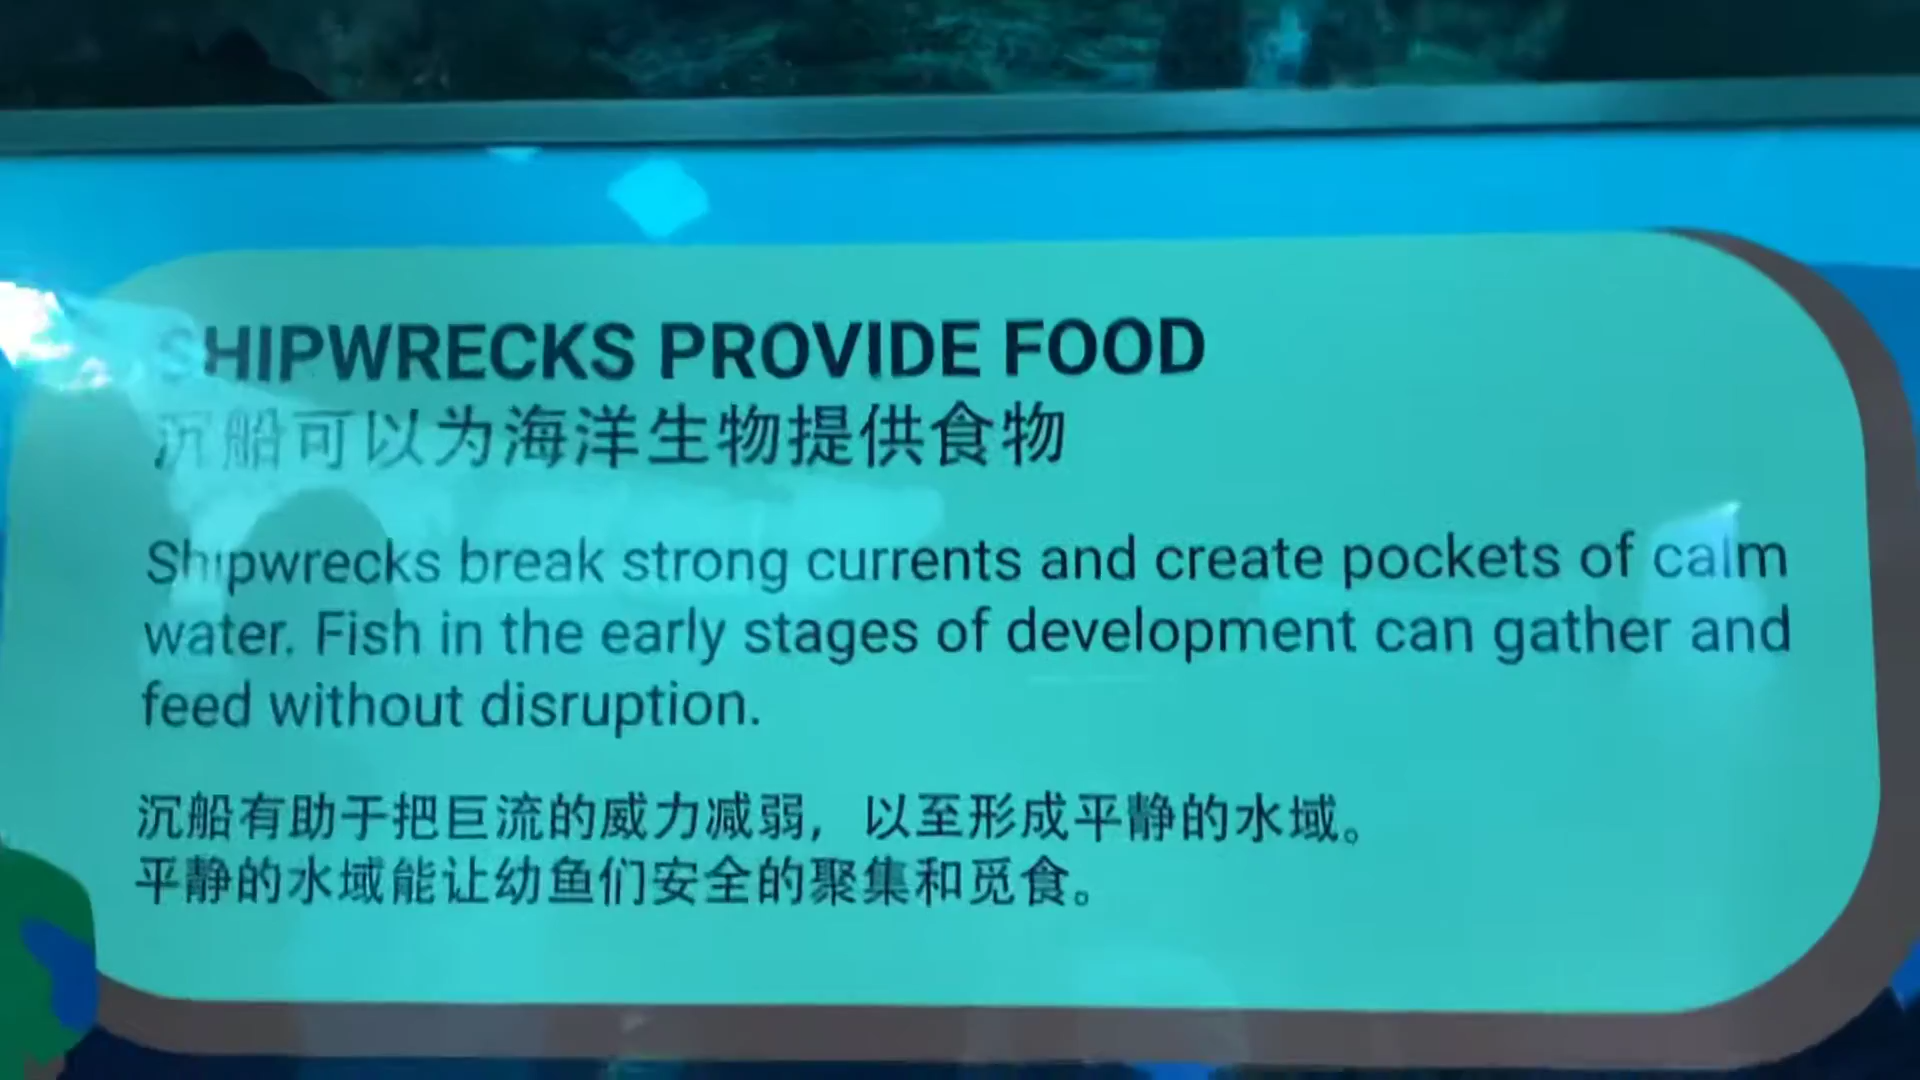 SHIPWRECKS PROVIDE FOOD
沉船可以为海洋生物提供食物
Shipwrecks break strong currents and create pockets of calm
water. Fish in the early stages of development can gather and
feed without disruption.
沉船有助于把巨流的威力减弱，以至形成平静的水域。
平静的水域能让幼鱼们安全的聚集和觅食。